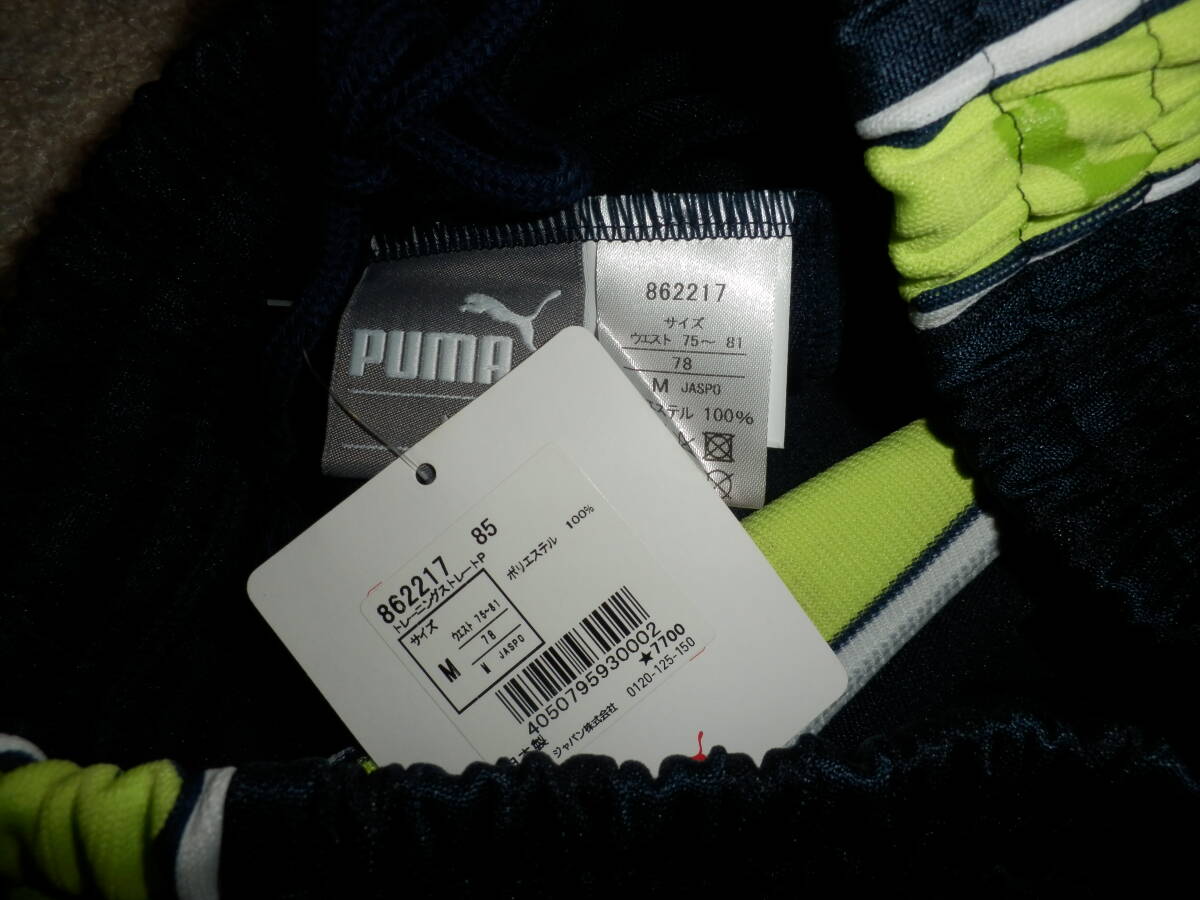 PUMA
862217
サイズ
ウエスト 75～ 81
78
M JASPO
ステル 100%
862217 85
トレーニングストレートP
サイズ
ウエスト 75~81
78
M
M JASPO
ポリエステル 100%
4050795930002
★7700
ジャパン株式会社 0120-125-150